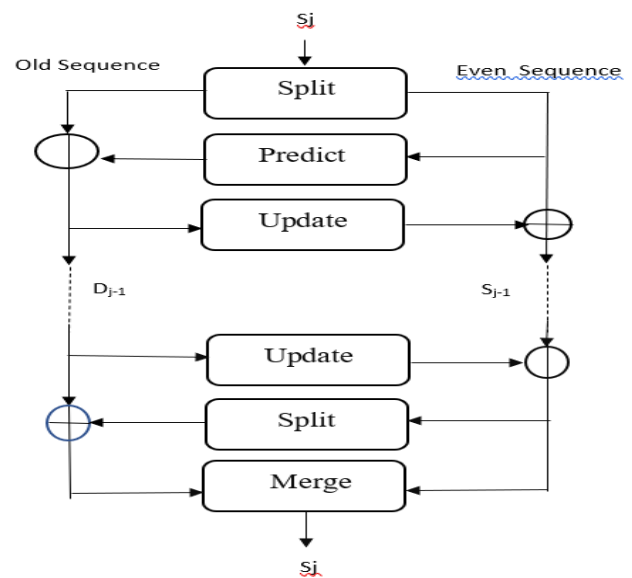 Sj
Old Sequence
Even Sequence
Split
Predict
Update
Dj-1
Sj-1
Update
Split
Merge
Sj